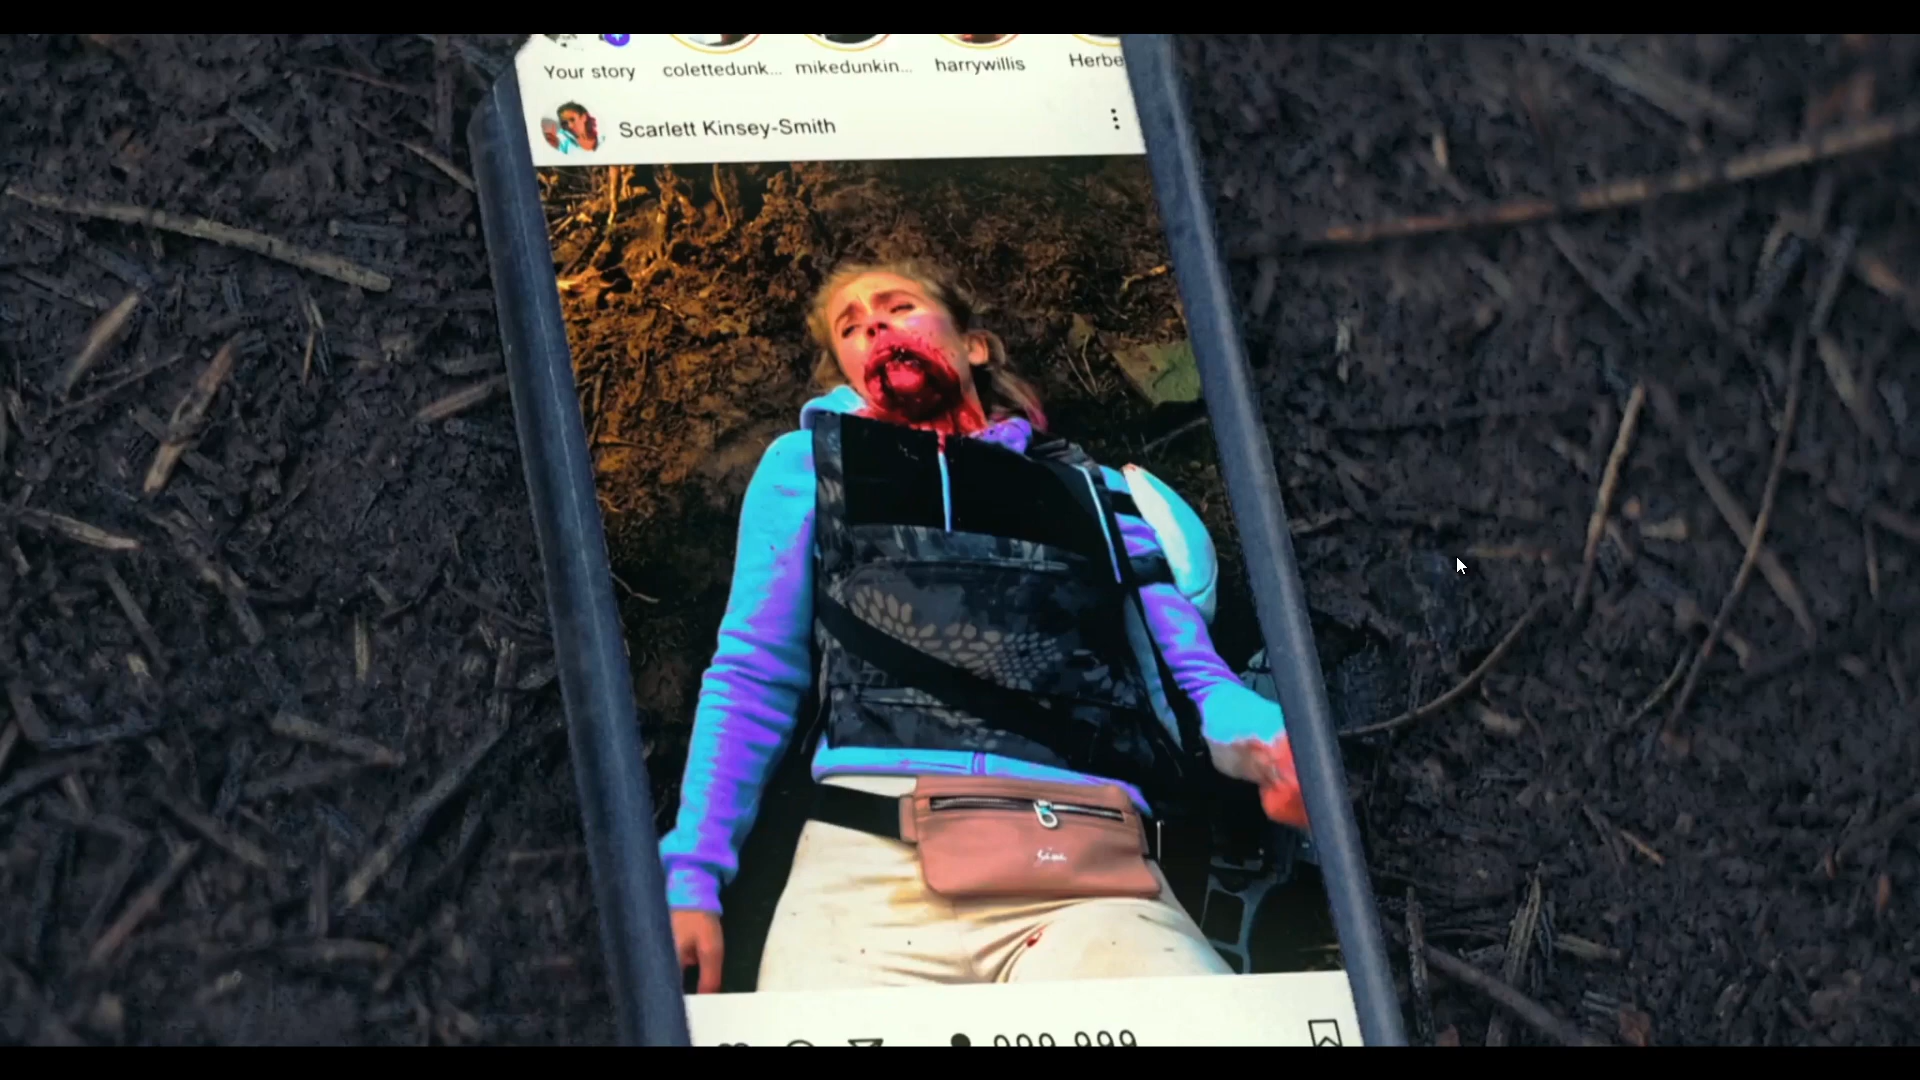 Your story
colettedunk...
mikedunkin...
harrywillis
Herbe
Scarlett Kinsey-Smith
999,999